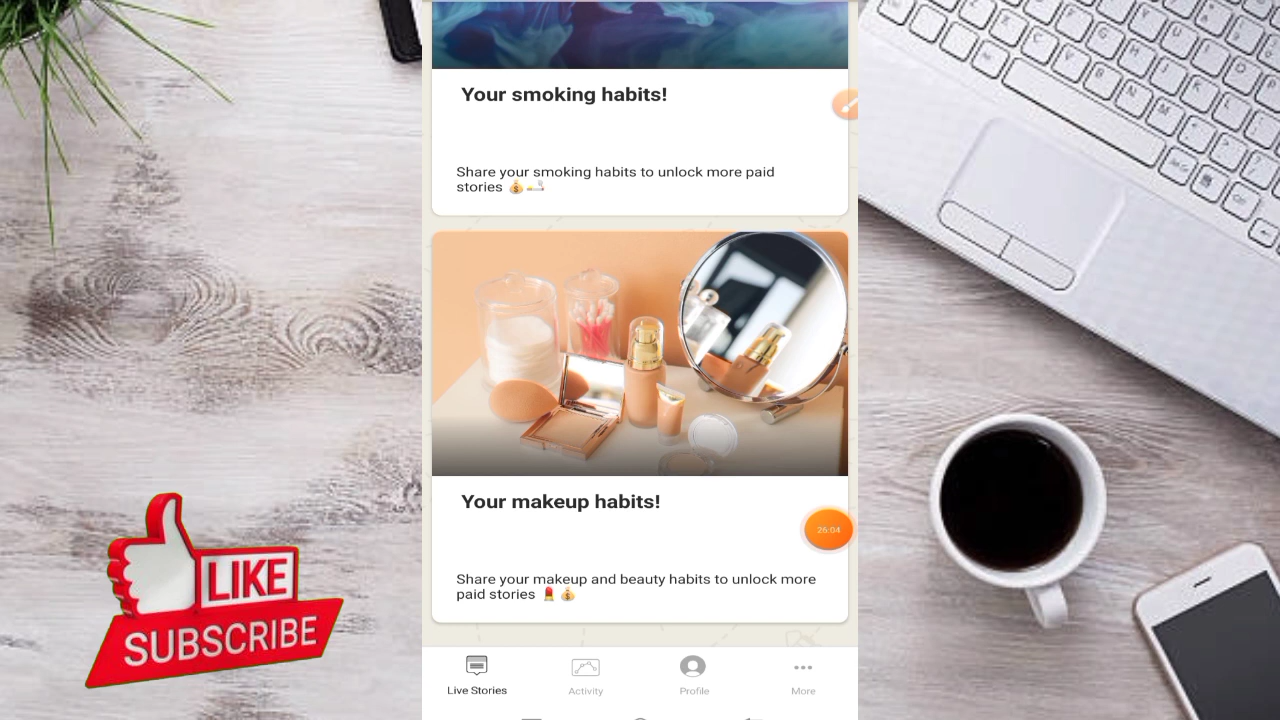 Your smoking habits!
Share your smoking habits to unlock more paid
stories 💰🚬
Your makeup habits!
26:04
Share your makeup and beauty habits to unlock more
paid stories 💄💰
LIKE
SUBSCRIBE
Live Stories
Activity
Profile
More